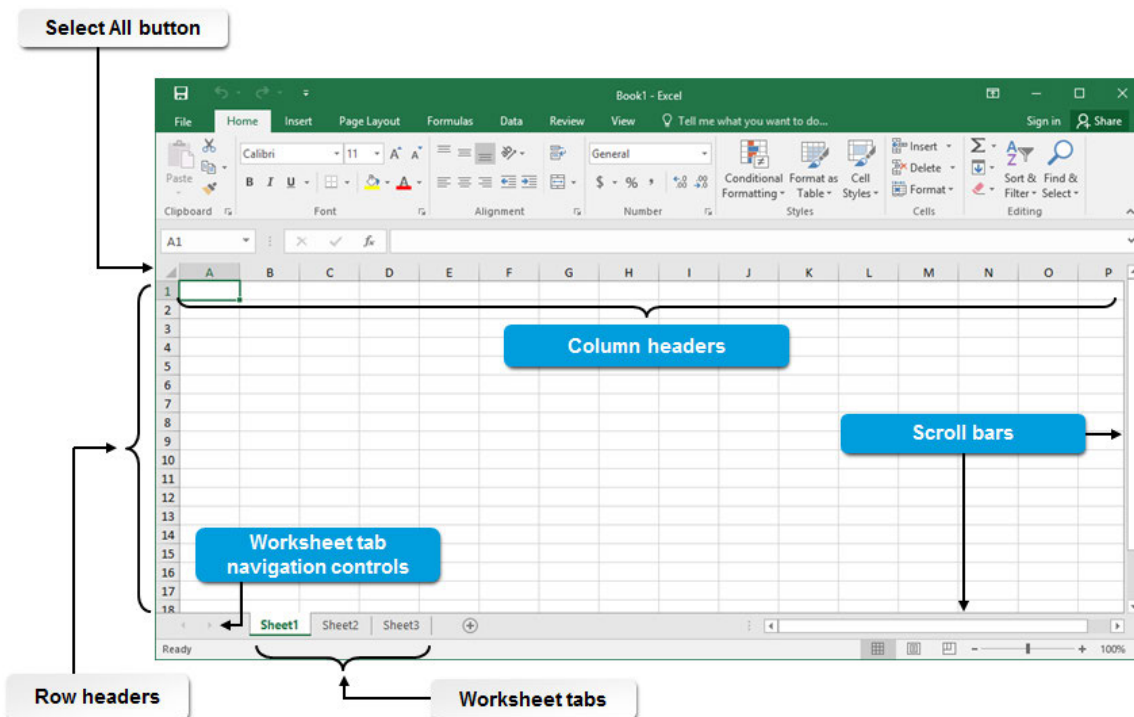 Select All button
Book1 - Excel
File Home Insert Page Layout Formulas Data Review View Tell me what you want to do... Sign in Share
Paste
Calibri 11 A A
B I U A
General
$ % ,
Conditional Formatting
Format as Table
Cell Styles
Insert
Delete
Format
Sort & Filter
Find & Select
Clipboard Font Alignment Number Styles Cells Editing
A1 fx
A B C D E F G H I J K L M N O P
1
2
3
4
5
6
7
8
9
10
11
12
13
14
15
16
17
18
Column headers
Scroll bars
Worksheet tab
navigation controls
Sheet1 Sheet2 Sheet3
Ready 100%
Row headers
Worksheet tabs